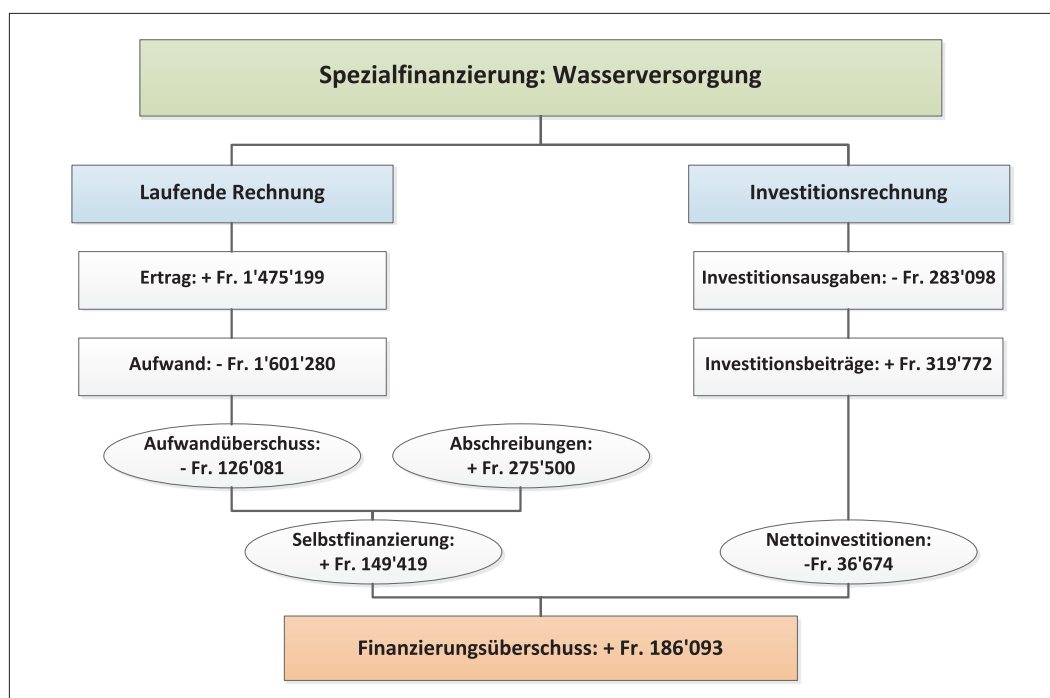 Spezialfinanzierung: Wasserversorgung
Laufende Rechnung
Investitionsrechnung
Ertrag: + Fr. 1'475'199
Investitionsausgaben: - Fr. 283'098
Aufwand: - Fr. 1'601'280
Investitionsbeiträge: + Fr. 319'772
Aufwandüberschuss:
- Fr. 126'081
Abschreibungen:
+ Fr. 275'500
Selbstfinanzierung:
+ Fr. 149'419
Nettoinvestitionen:
-Fr. 36'674
Finanzierungsüberschuss: + Fr. 186'093